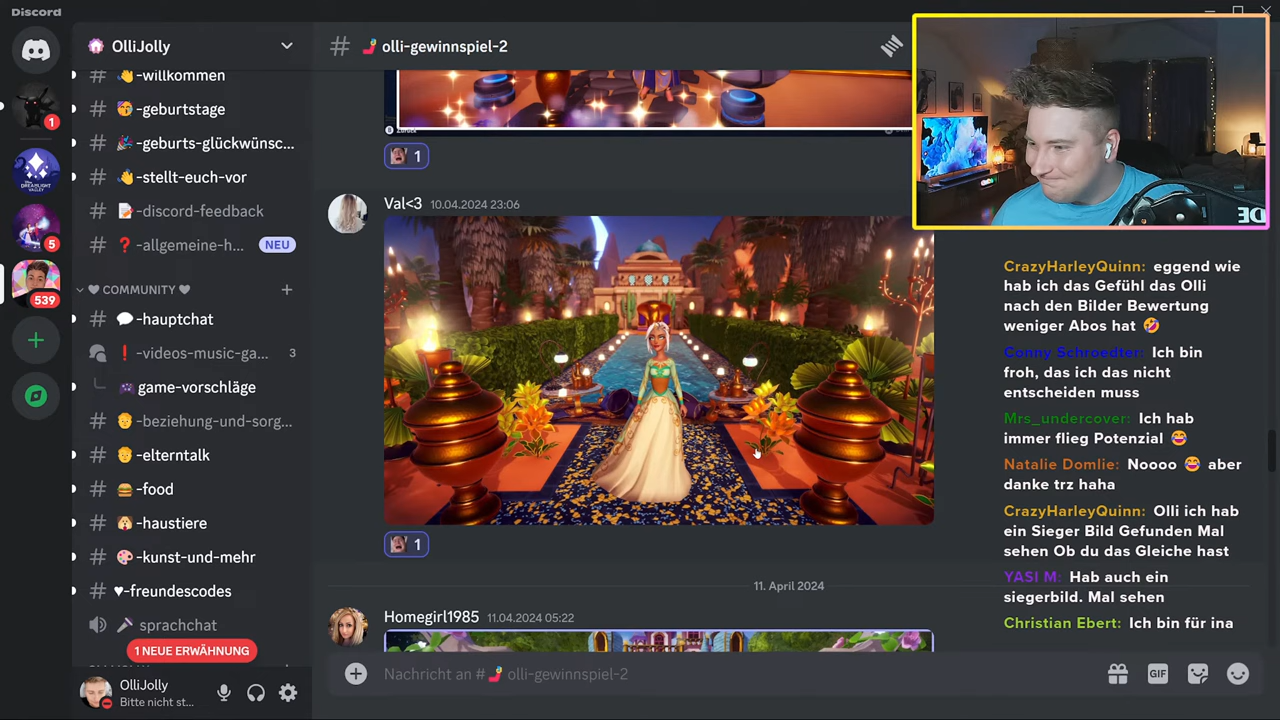 Discord
OlliJolly
-willkommen
-geburtstage
-geburts-glückwünsc...
-stellt-euch-vor
-discord-feedback
-allgemeine-h... NEU
COMMUNITY
-hauptchat
-videos-music-ga... 3
game-vorschläge
-beziehung-und-sorg...
-elterntalk
-food
-haustiere
-kunst-und-mehr
-freundescodes
sprachchat
1 NEUE ERWÄHNUNG
OlliJolly
Bitte nicht st...
1
5
539
# olli-gewinnspiel-2
Zurück
1
Val<3 10.04.2024 23:06
1
11. April 2024
Homegirl1985 11.04.2024 05:22
Nachricht an # olli-gewinnspiel-2
GIF
CrazyHarleyQuinn: eggend wie
hab ich das Gefühl das Olli
nach den Bilder Bewertung
weniger Abos hat
Conny Schroedter: Ich bin
froh, das ich das nicht
entscheiden muss
Mrs_undercover: Ich hab
immer flieg Potenzial
Natalie Domlie: Noooo aber
danke trz haha
CrazyHarleyQuinn: Olli ich hab
ein Sieger Bild Gefunden Mal
sehen Ob du das Gleiche hast
YASI M: Hab auch ein
siegerbild. Mal sehen
Christian Ebert: Ich bin für ina